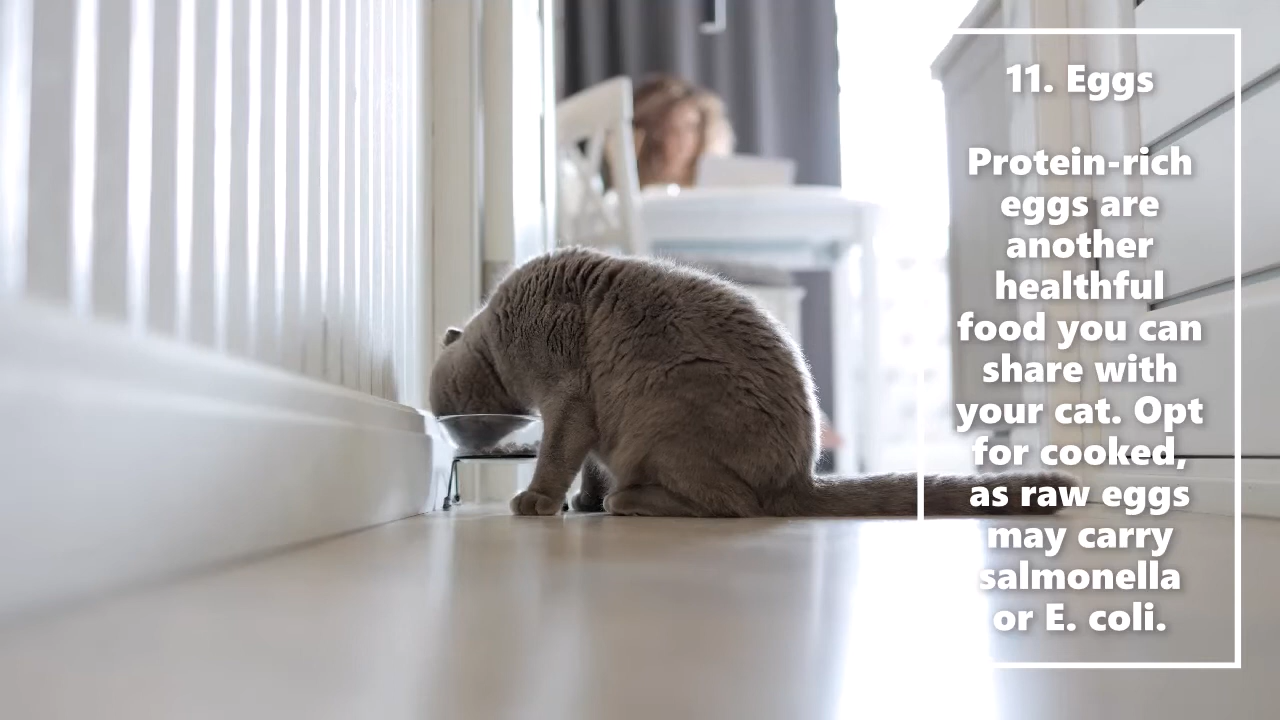 11. Eggs
Protein-rich
eggs are
another
healthful
food you can
share with
your cat. Opt
for cooked,
as raw eggs
may carry
salmonella
or E. coli.